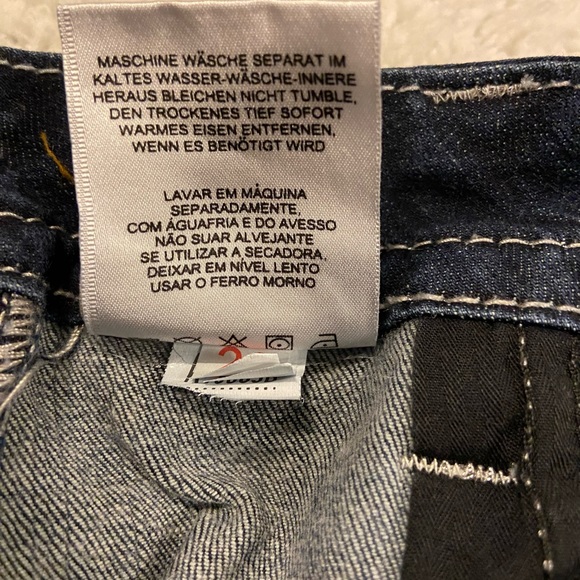 MASCHINE WÄSCHE SEPARAT IM
KALTES WASSER-WÄSCHE-INNERE
HERAUS BLEICHEN NICHT TUMBLE,
DEN TROCKENES TIEF SOFORT
WARMES EISEN ENTFERNEN,
WENN ES BENÖTIGT WIRD
LAVAR EM MÁQUINA
SEPARADAMENTE,
COM ÁGUAFRIA E DO AVESSO
NÃO SUAR ALVEJANTE
SE UTILIZAR A SECADORA,
DEIXAR EM NÍVEL LENTO
USAR O FERRO MORNO
2